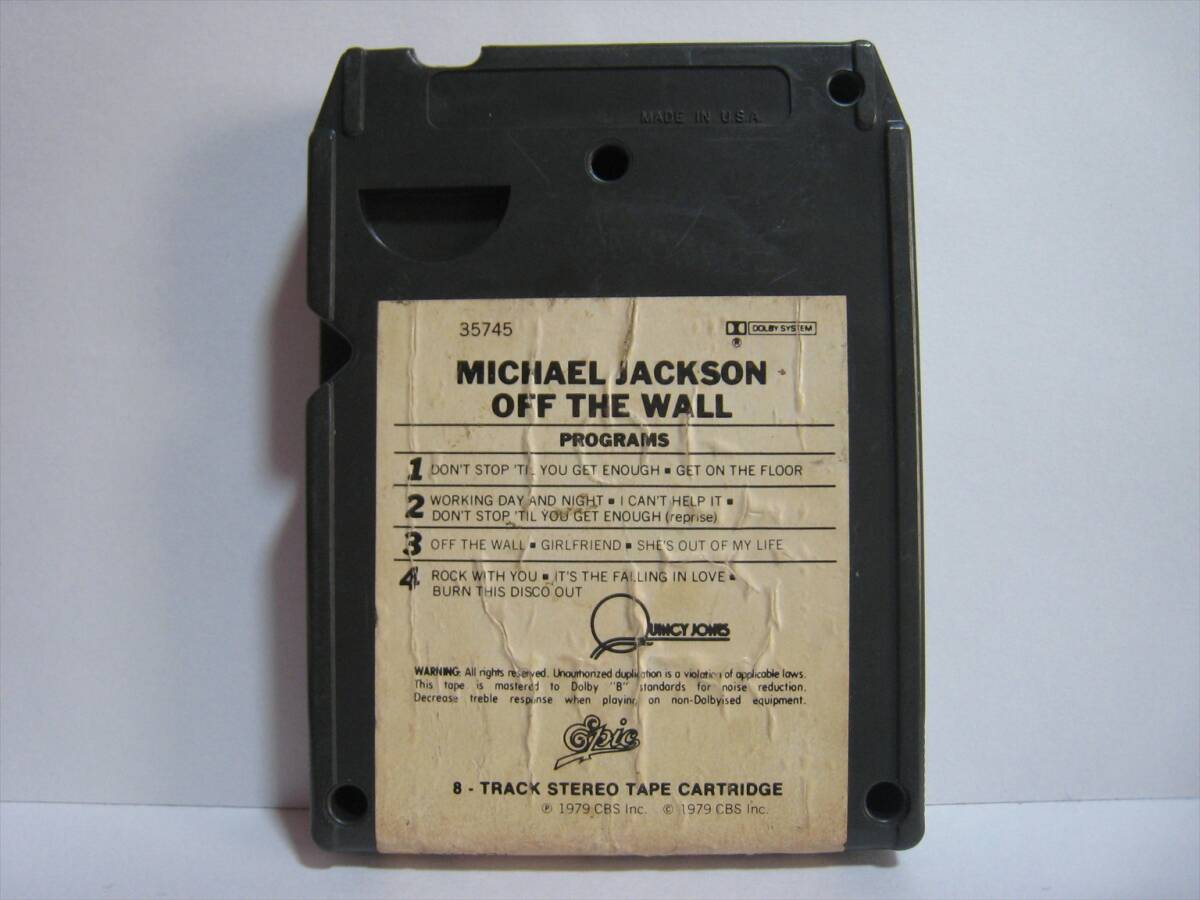 MADE IN U.S.A.
35745
DOLBY SYSTEM
®
MICHAEL JACKSON
OFF THE WALL
PROGRAMS
1 DON'T STOP 'TIL YOU GET ENOUGH ▪ GET ON THE FLOOR
2 WORKING DAY AND NIGHT ▪ I CAN'T HELP IT ▪
DON'T STOP 'TIL YOU GET ENOUGH (reprise)
3 OFF THE WALL ▪ GIRLFRIEND ▪ SHE'S OUT OF MY LIFE
4 ROCK WITH YOU ▪ IT'S THE FALLING IN LOVE ▪
BURN THIS DISCO OUT
QUINCY JONES
WARNING: All rights reserved. Unauthorized duplication is a violation of applicable laws.
This tape is mastered to Dolby "B" standards for noise reduction.
Decrease treble response when playing on non-Dolbyised equipment.
Epic
8 - TRACK STEREO TAPE CARTRIDGE
℗ 1979 CBS Inc. © 1979 CBS Inc.